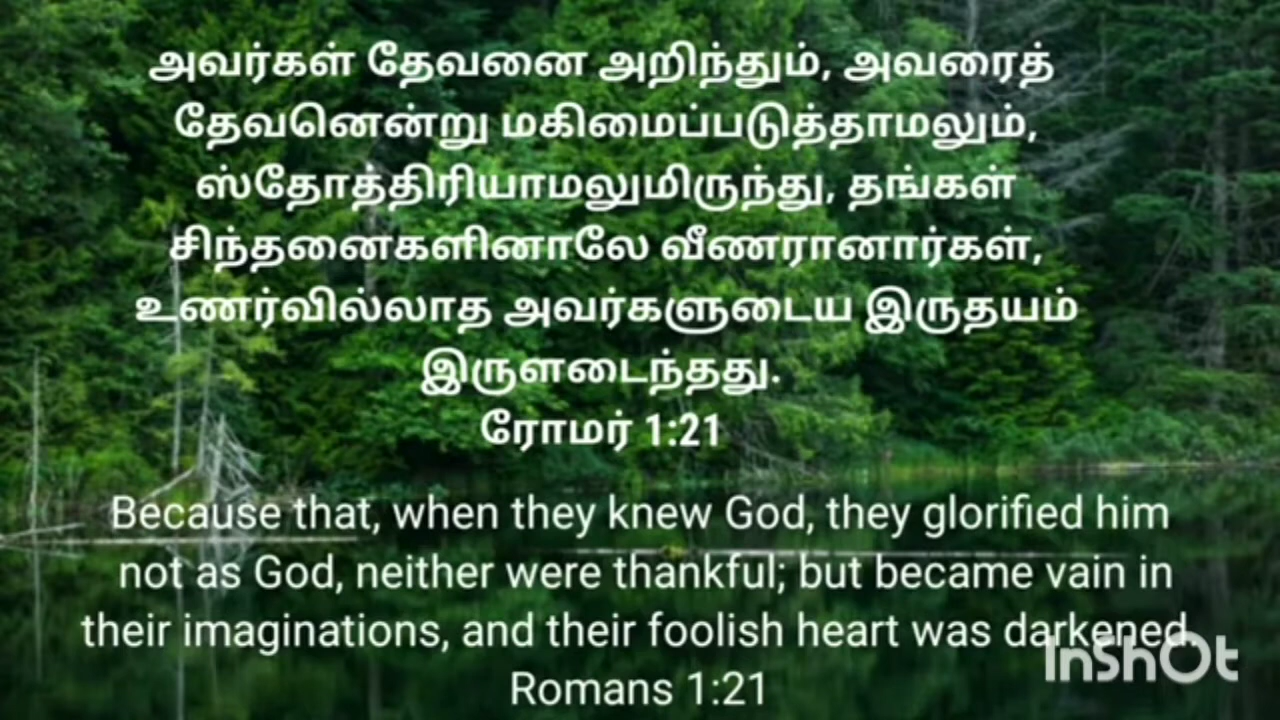 அவர்கள் தேவனை அறிந்தும், அவரைத்
தேவனென்று மகிமைப்படுத்தாமலும்,
ஸ்தோத்திரியாமலுமிருந்து, தங்கள்
சிந்தனைகளினாலே வீணரானார்கள்,
உணர்வில்லாத அவர்களுடைய இருதயம்
இருளடைந்தது.
ரோமர் 1:21
Because that, when they knew God, they glorified him
not as God, neither were thankful; but became vain in
their imaginations, and their foolish heart was darkened.
Romans 1:21
InShOt